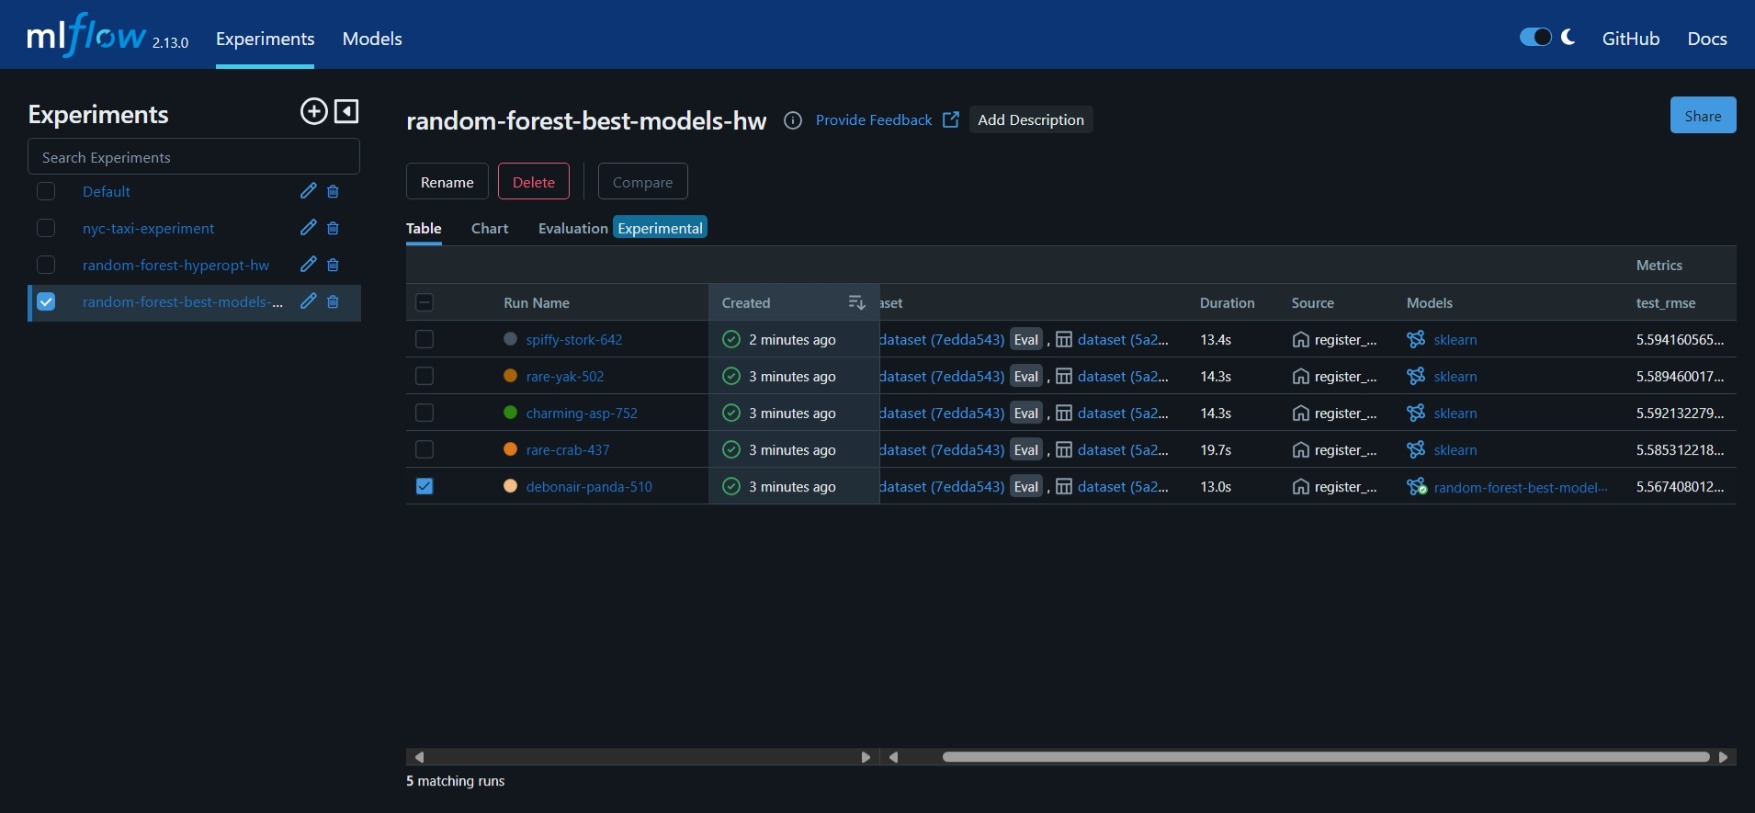 mlflow 2.13.0 Experiments Models GitHub Docs
Experiments
Search Experiments
Default
nyc-taxi-experiment
random-forest-hyperopt-hw
random-forest-best-models-...
random-forest-best-models-hw Provide Feedback Add Description Share
Rename Delete Compare
Table Chart Evaluation Experimental
Metrics
Run Name Created aset Duration Source Models test_rmse
spiffy-stork-642 2 minutes ago dataset (7edda543) Eval , dataset (5a2... 13.4s register_... sklearn 5.594160565...
rare-yak-502 3 minutes ago dataset (7edda543) Eval , dataset (5a2... 14.3s register_... sklearn 5.589460017...
charming-asp-752 3 minutes ago dataset (7edda543) Eval , dataset (5a2... 14.3s register_... sklearn 5.592132279...
rare-crab-437 3 minutes ago dataset (7edda543) Eval , dataset (5a2... 19.7s register_... sklearn 5.585312218...
debonair-panda-510 3 minutes ago dataset (7edda543) Eval , dataset (5a2... 13.0s register_... random-forest-best-model... 5.567408012...
5 matching runs